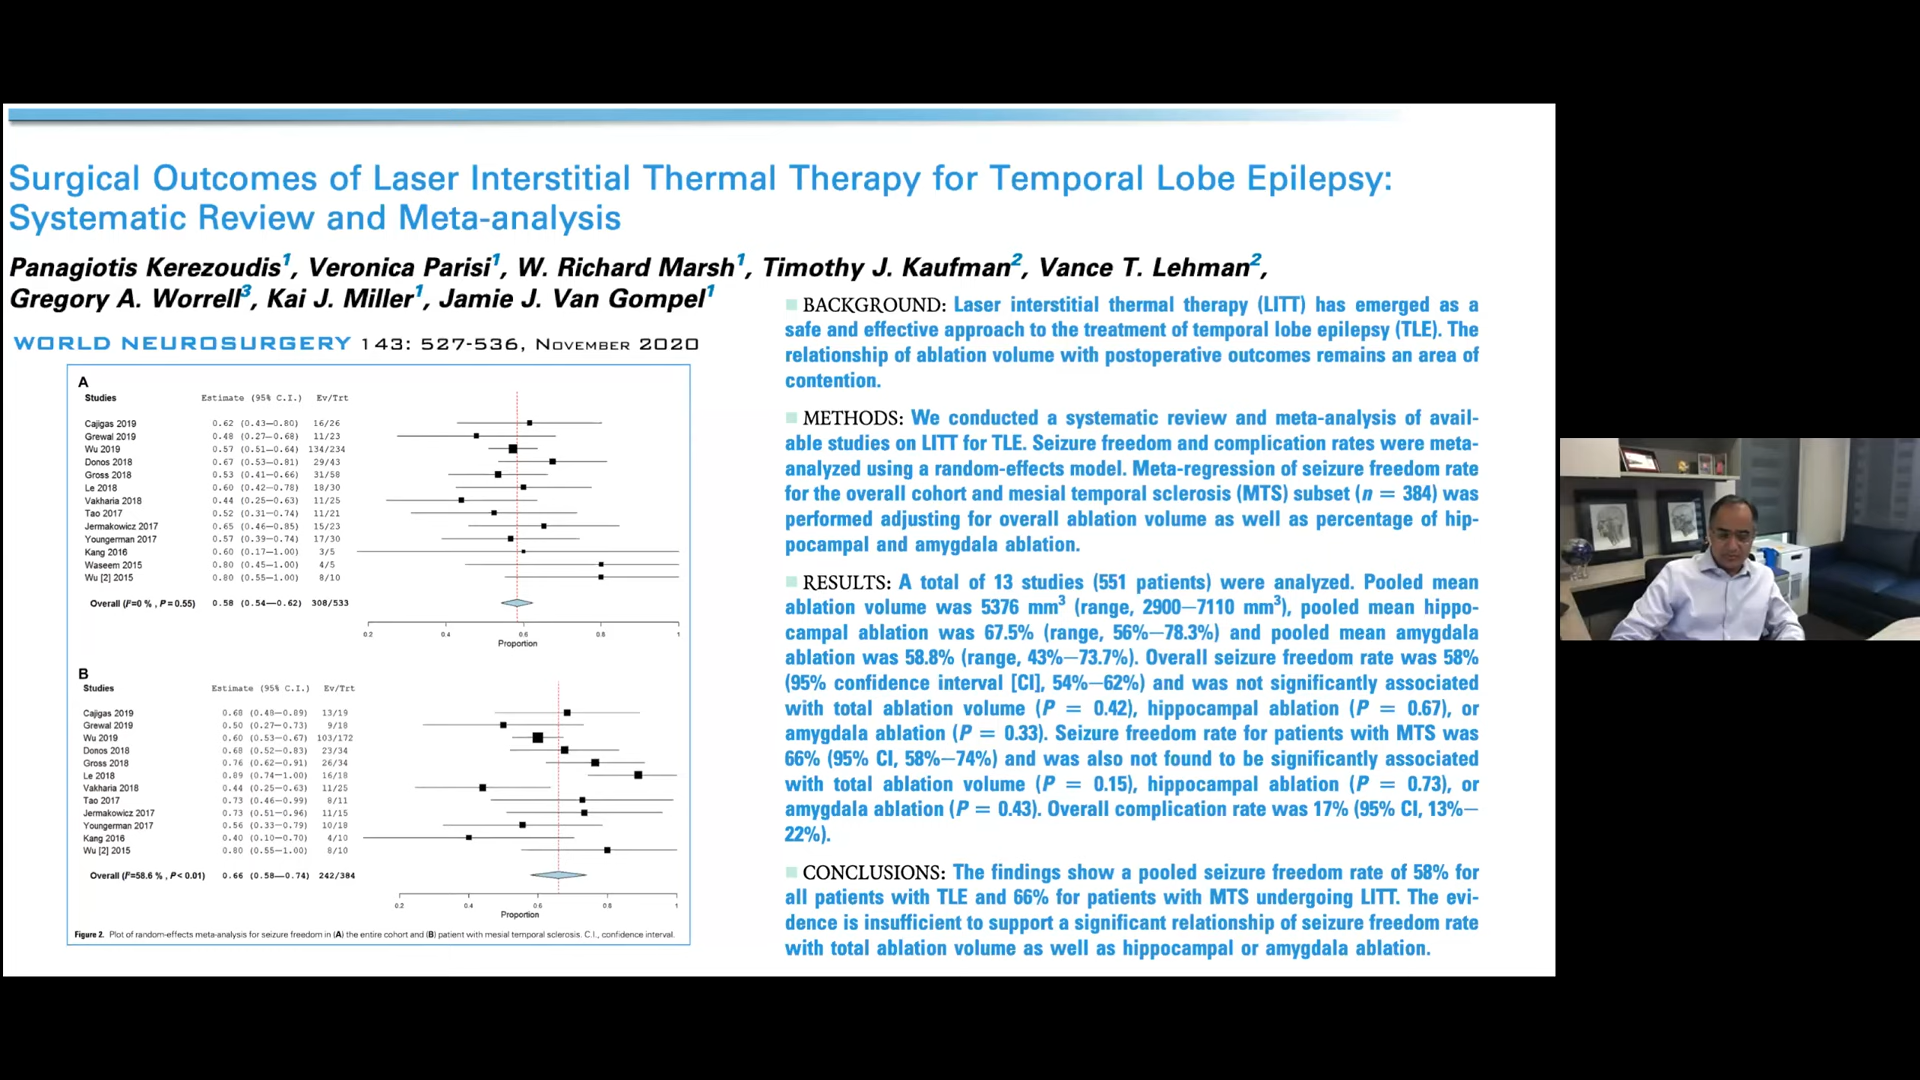 Surgical Outcomes of Laser Interstitial Thermal Therapy for Temporal Lobe Epilepsy:
Systematic Review and Meta-analysis
Panagiotis Kerezoudis1, Veronica Parisi1, W. Richard Marsh1, Timothy J. Kaufman2, Vance T. Lehman2,
Gregory A. Worrell3, Kai J. Miller1, Jamie J. Van Gompel1
WORLD NEUROSURGERY 143: 527-536, NOVEMBER 2020
A
Studies Estimate (95% C.I.) Ev/Trt
Cajigas 2019 0.62 (0.43–0.80) 16/26
Grewal 2019 0.48 (0.27–0.68) 11/23
Wu 2019 0.57 (0.51–0.64) 134/234
Donos 2018 0.67 (0.53–0.81) 29/43
Gross 2018 0.53 (0.41–0.66) 31/58
Le 2018 0.60 (0.42–0.78) 18/30
Vakharia 2018 0.44 (0.25–0.63) 11/25
Tao 2017 0.52 (0.31–0.74) 11/21
Jermakowicz 2017 0.65 (0.46–0.85) 15/23
Youngerman 2017 0.57 (0.39–0.74) 17/30
Kang 2016 0.60 (0.17–1.00) 3/5
Waseem 2015 0.80 (0.45–1.00) 4/5
Wu [2] 2015 0.80 (0.55–1.00) 8/10
Overall (I²=0 % , P = 0.55) 0.58 (0.54–0.62) 308/533
0.2 0.4 0.6 0.8 1
Proportion
B
Studies Estimate (95% C.I.) Ev/Trt
Cajigas 2019 0.68 (0.48–0.89) 13/19
Grewal 2019 0.50 (0.27–0.73) 9/18
Wu 2019 0.60 (0.53–0.67) 103/172
Donos 2018 0.68 (0.52–0.83) 23/34
Gross 2018 0.76 (0.62–0.91) 26/34
Le 2018 0.89 (0.74–1.00) 16/18
Vakharia 2018 0.44 (0.25–0.63) 11/25
Tao 2017 0.73 (0.46–0.99) 8/11
Jermakowicz 2017 0.73 (0.51–0.96) 11/15
Youngerman 2017 0.56 (0.33–0.79) 10/18
Kang 2016 0.40 (0.10–0.70) 4/10
Wu [2] 2015 0.80 (0.55–1.00) 8/10
Overall (I²=58.6 % , P < 0.01) 0.66 (0.58–0.74) 242/384
0.2 0.4 0.6 0.8 1
Proportion
Figure 2. Plot of random-effects meta-analysis for seizure freedom in (A) the entire cohort and (B) patient with mesial temporal sclerosis. C.I., confidence interval.
BACKGROUND: Laser interstitial thermal therapy (LITT) has emerged as a
safe and effective approach to the treatment of temporal lobe epilepsy (TLE). The
relationship of ablation volume with postoperative outcomes remains an area of
contention.
METHODS: We conducted a systematic review and meta-analysis of avail-
able studies on LITT for TLE. Seizure freedom and complication rates were meta-
analyzed using a random-effects model. Meta-regression of seizure freedom rate
for the overall cohort and mesial temporal sclerosis (MTS) subset (n = 384) was
performed adjusting for overall ablation volume as well as percentage of hip-
pocampal and amygdala ablation.
RESULTS: A total of 13 studies (551 patients) were analyzed. Pooled mean
ablation volume was 5376 mm3 (range, 2900–7110 mm3), pooled mean hippo-
campal ablation was 67.5% (range, 56%–78.3%) and pooled mean amygdala
ablation was 58.8% (range, 43%–73.7%). Overall seizure freedom rate was 58%
(95% confidence interval [CI], 54%–62%) and was not significantly associated
with total ablation volume (P = 0.42), hippocampal ablation (P = 0.67), or
amygdala ablation (P = 0.33). Seizure freedom rate for patients with MTS was
66% (95% CI, 58%–74%) and was also not found to be significantly associated
with total ablation volume (P = 0.15), hippocampal ablation (P = 0.73), or
amygdala ablation (P = 0.43). Overall complication rate was 17% (95% CI, 13%–
22%).
CONCLUSIONS: The findings show a pooled seizure freedom rate of 58% for
all patients with TLE and 66% for patients with MTS undergoing LITT. The evi-
dence is insufficient to support a significant relationship of seizure freedom rate
with total ablation volume as well as hippocampal or amygdala ablation.